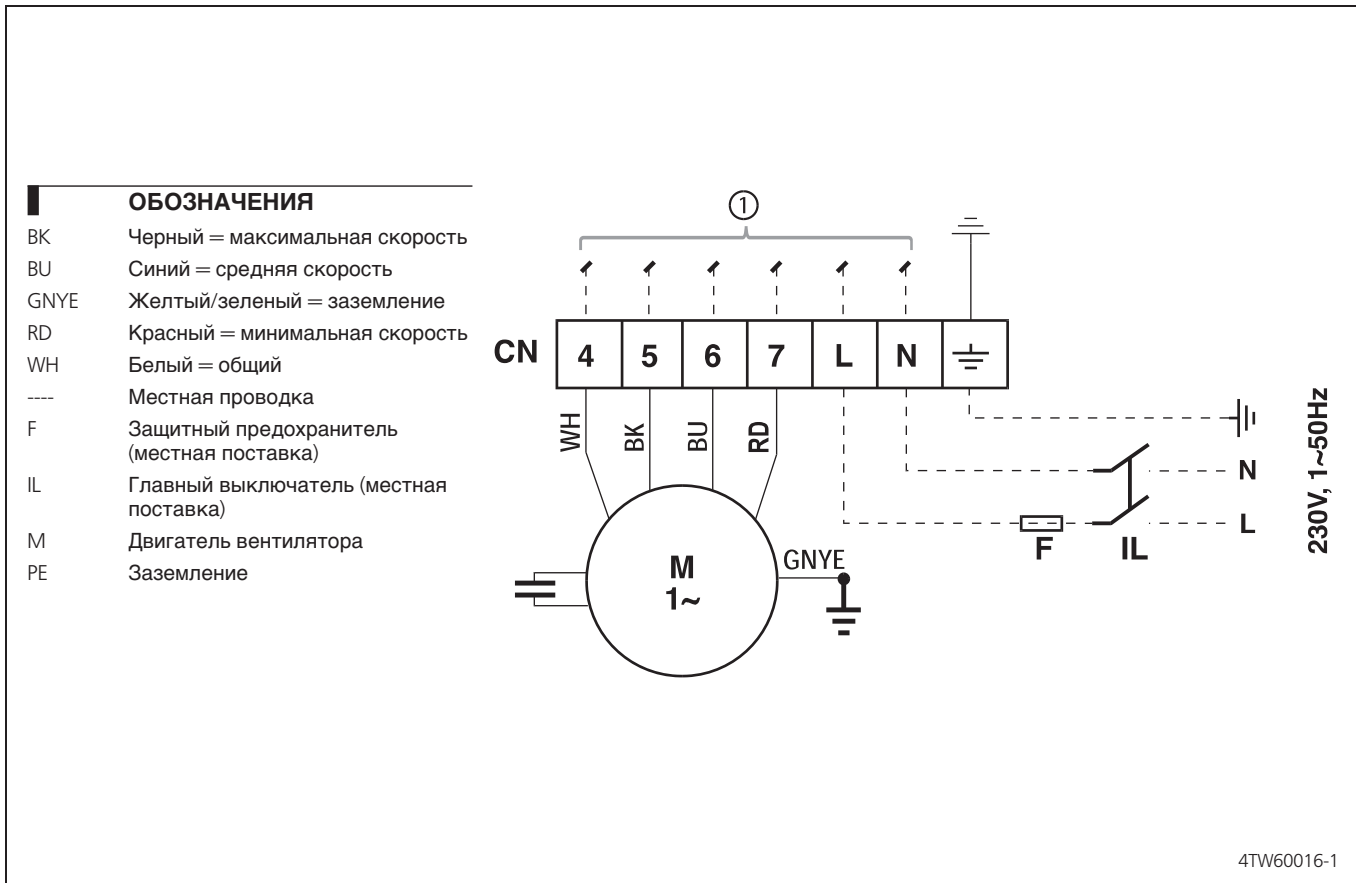 ОБОЗНАЧЕНИЯ
BK Черный = максимальная скорость
BU Синий = средняя скорость
GNYE Желтый/зеленый = заземление
RD Красный = минимальная скорость
WH Белый = общий
---- Местная проводка
F Защитный предохранитель
(местная поставка)
IL Главный выключатель (местная
поставка)
M Двигатель вентилятора
PE Заземление
1
CN 4 5 6 7 L N
WH BK BU RD
M
1~
GNYE
F IL
N
L
230V, 1~50Hz
4TW60016-1